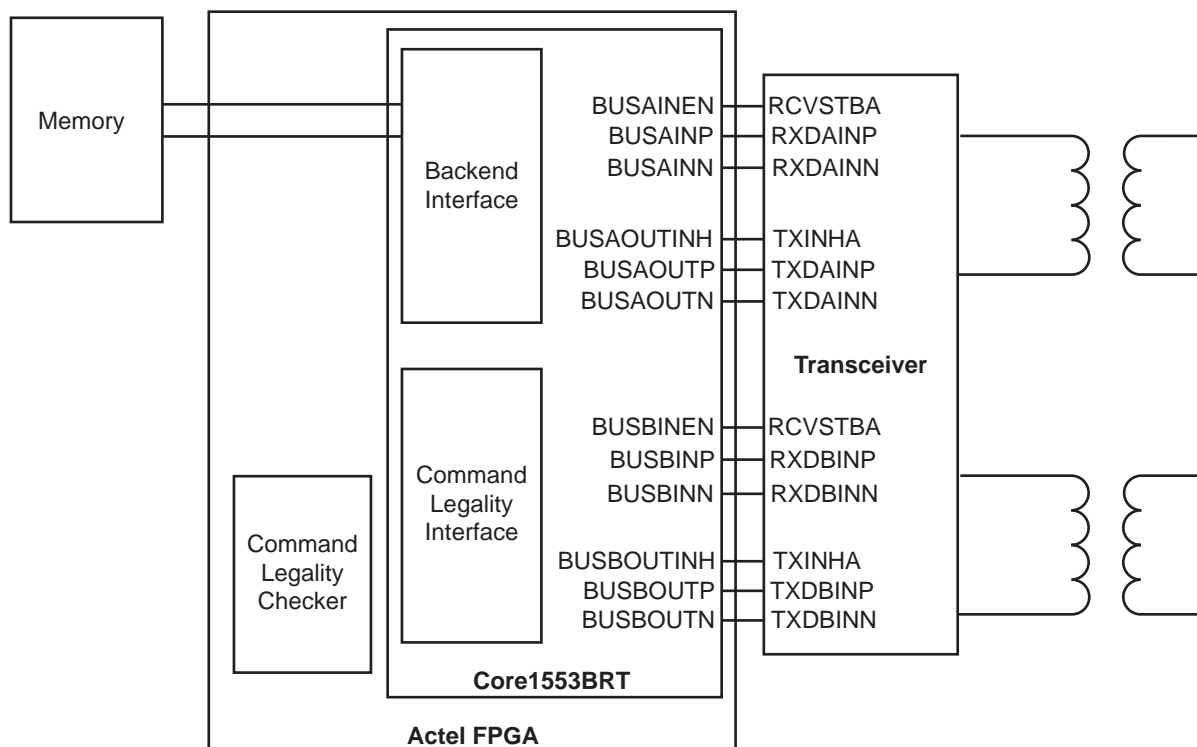 Memory
Backend
Interface
BUSAINEN
RCVSTBA
BUSAINP
RXDAINP
BUSAINN
RXDAINN
BUSAOUTINH
TXINHA
BUSAOUTP
TXDAINP
BUSAOUTN
TXDAINN
Transceiver
Command
Legality
Interface
BUSBINEN
RCVSTBA
BUSBINP
RXDBINP
BUSBINN
RXDBINN
BUSBOUTINH
TXINHA
BUSBOUTP
TXDBINP
BUSBOUTN
TXDBINN
Command
Legality
Checker
Core1553BRT
Actel FPGA